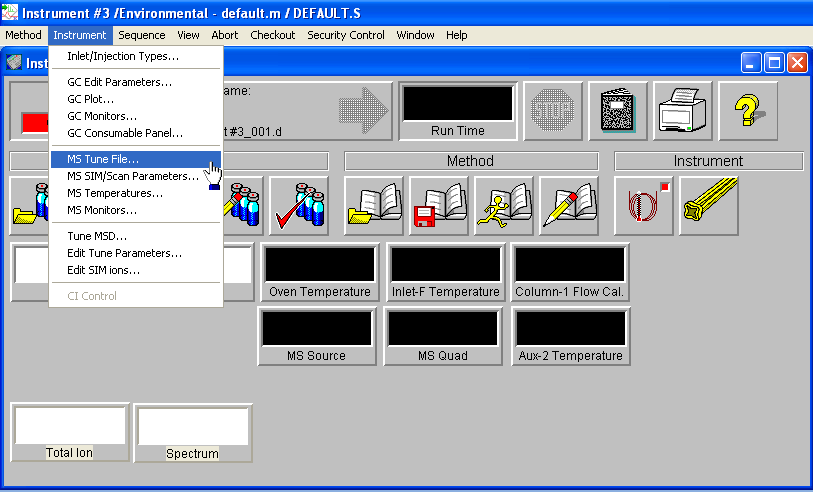 Instrument #3 /Environmental - default.m / DEFAULT.S
Method Instrument Sequence View Abort Checkout Security Control Window Help
Inst
Inlet/Injection Types...
GC Edit Parameters...
GC Plot...
GC Monitors...
GC Consumable Panel...
MS Tune File...
MS SIM/Scan Parameters...
MS Temperatures...
MS Monitors...
Tune MSD...
Edit Tune Parameters...
Edit SIM ions...
CI Control
ame:
t #3_001.d
Run Time
STOP
Method
Instrument
Oven Temperature
Inlet-F Temperature
Column-1 Flow Cal.
MS Source
MS Quad
Aux-2 Temperature
Total Ion
Spectrum